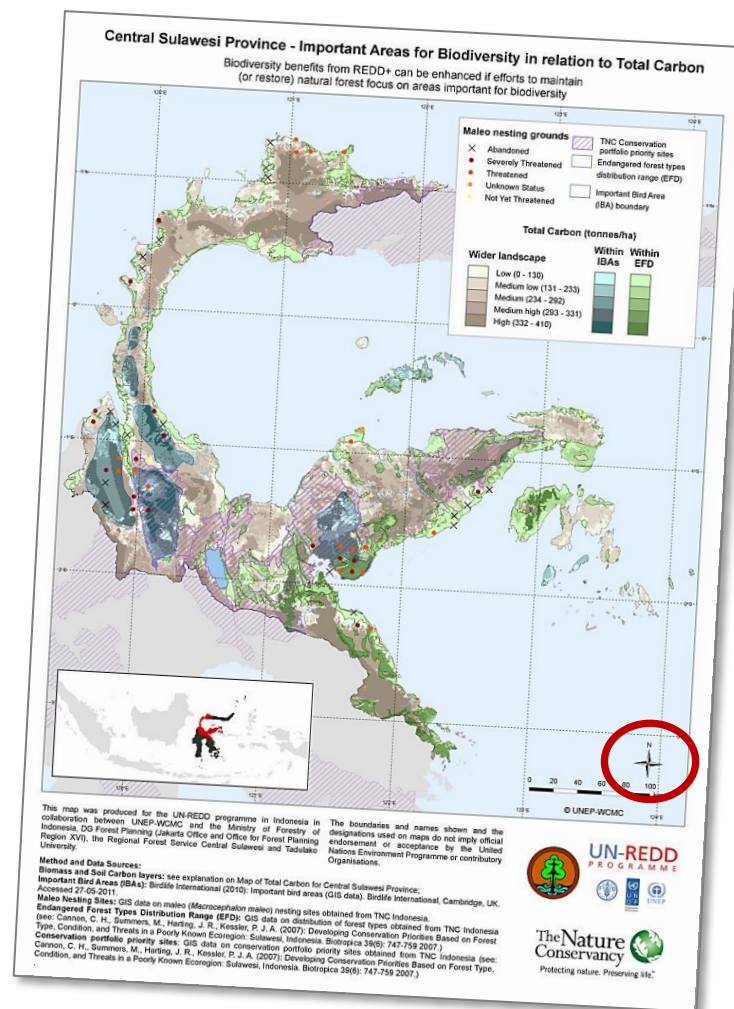 Central Sulawesi Province - Important Areas for Biodiversity in relation to Total Carbon
Biodiversity benefits from REDD+ can be enhanced if efforts to maintain
(or restore) natural forest focus on areas important for biodiversity
Maleo nesting grounds
Abandoned
Severely Threatened
Threatened
Unknown Status
Not Yet Threatened
TNC Conservation
portfolio priority sites
Endangered forest types
distribution range (EFD)
Important Bird Area
(IBA) boundary
Total Carbon (tonnes/ha)
Wider landscape
Within
IBAs
Within
EFD
Low (0 - 130)
Medium low (131 - 233)
Medium (234 - 292)
Medium high (293 - 331)
High (332 - 410)
N
0 20 40 60 80 100
© UNEP-WCMC
This map was produced for the UN-REDD programme in Indonesia in
collaboration between UNEP-WCMC and the Ministry of Forestry of
Indonesia, DG Forest Planning (Jakarta Office and Office for Forest Planning
Region XVI), the Regional Forest Service Central Sulawesi and Tadulako
University.
The boundaries and names shown and the
designations used on maps do not imply official
endorsement or acceptance by the United
Nations Environment Programme or contributory
Organisations.
Method and Data Sources:
Biomass and Soil Carbon layers: see explanation on Map of Total Carbon for Central Sulawesi Province;
Important Bird Areas (IBAs): Birdlife International (2010): Important bird areas (GIS data). Birdlife International, Cambridge, UK.
Accessed 27-05-2011.
Maleo Nesting Sites: GIS data on maleo (Macrocephalon maleo) nesting sites obtained from TNC Indonesia.
Endangered Forest Types Distribution Range (EFD): GIS data on distribution of forest types obtained from TNC Indonesia
(see: Cannon, C. H., Summers, M., Harting, J. R., Kessler, P. J. A. (2007): Developing Conservation Priorities Based on Forest
Type, Condition, and Threats in a Poorly Known Ecoregion: Sulawesi, Indonesia. Biotropica 39(6): 747-759 2007.)
Conservation portfolio priority sites: GIS data on conservation portfolio priority sites obtained from TNC Indonesia (see:
Cannon, C. H., Summers, M., Harting, J. R., Kessler, P. J. A. (2007): Developing Conservation Priorities Based on Forest Type,
Condition, and Threats in a Poorly Known Ecoregion: Sulawesi, Indonesia. Biotropica 39(6): 747-759 2007.)
UN-REDD
PROGRAMME
UNEP
The Nature
Conservancy
Protecting nature. Preserving life.™